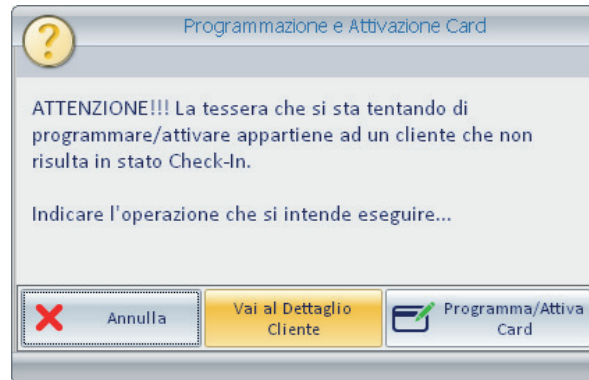 Programmazione e Attivazione Card
ATTENZIONE!!! La tessera che si sta tentando di
programmare/attivare appartiene ad un cliente che non
risulta in stato Check-In.
Indicare l'operazione che si intende eseguire...
Annulla
Vai al Dettaglio
Cliente
Programma/Attiva
Card